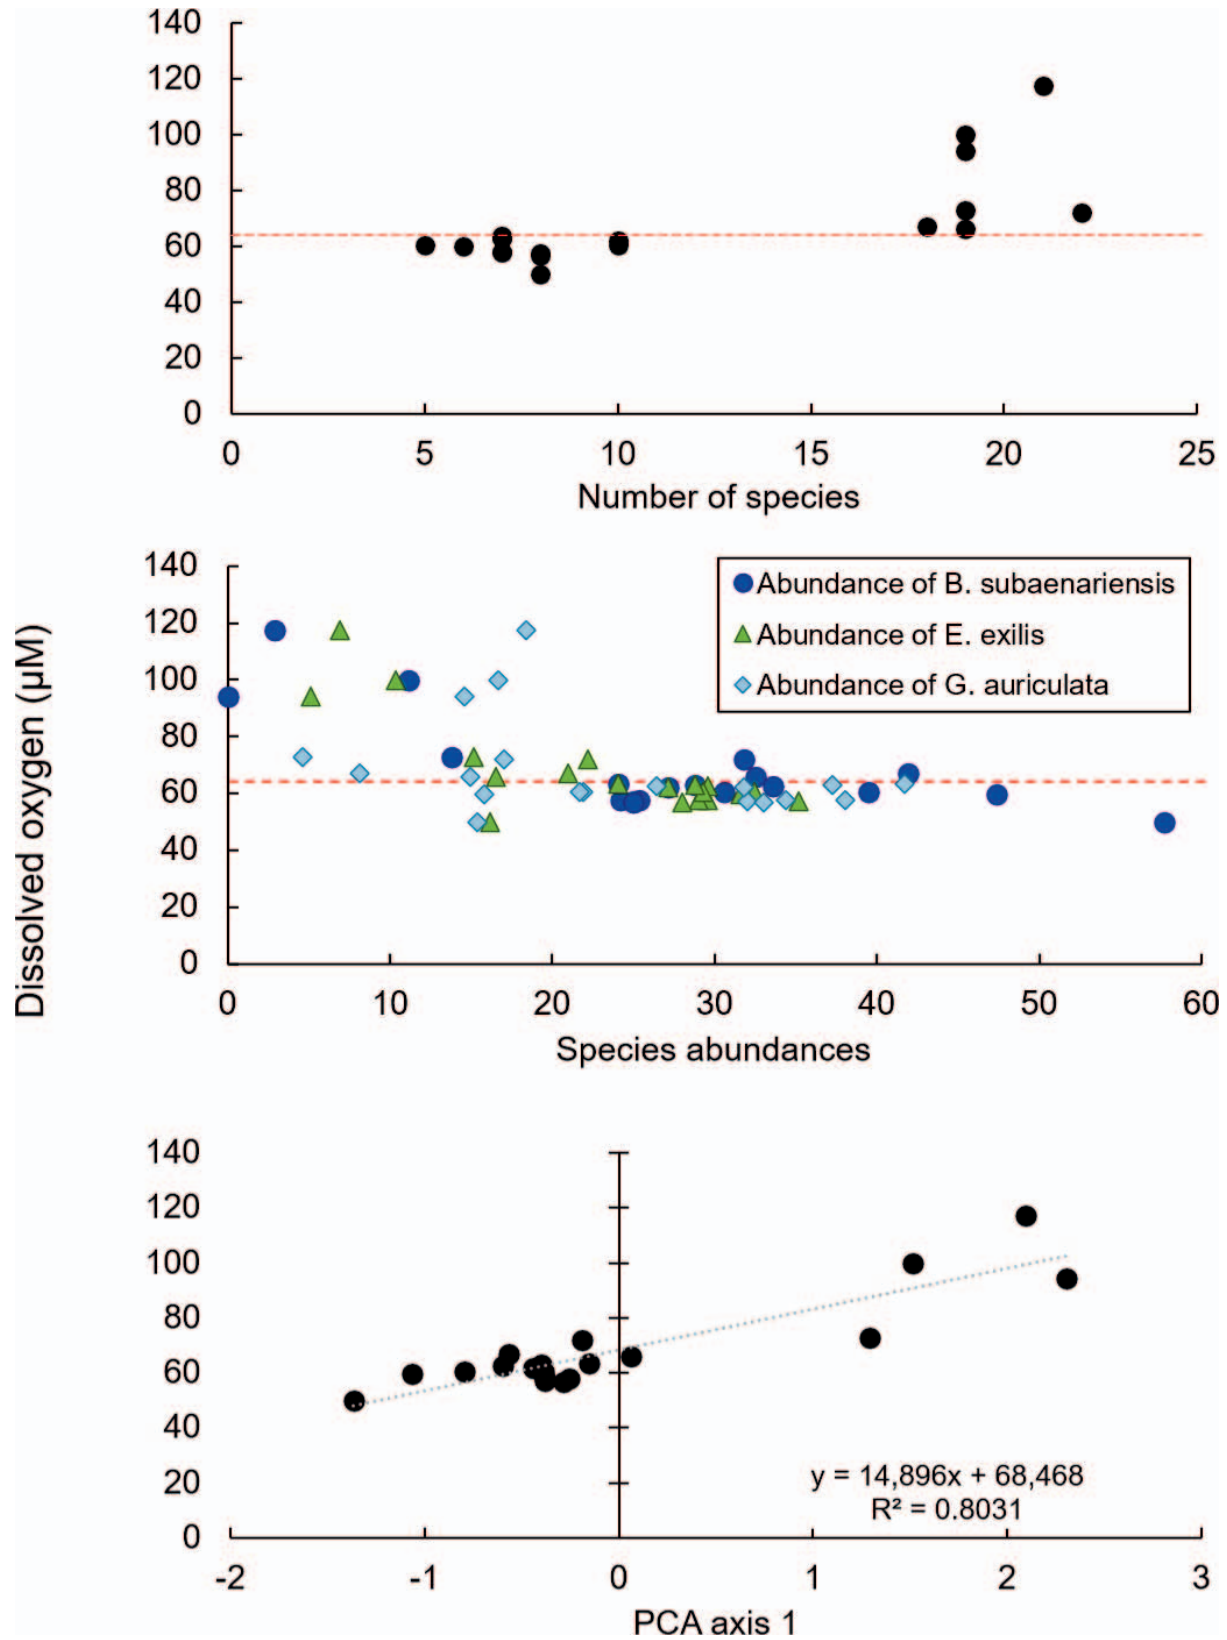 140
120
100
80
60
40
20
0
0 5 10 15 20 25
Number of species
Dissolved oxygen (µM)
140
120
100
80
60
40
20
0
Abundance of B. subaenariensis
Abundance of E. exilis
Abundance of G. auriculata
0 10 20 30 40 50 60
Species abundances
140
120
100
80
60
40
20
0
y = 14,896x + 68,468
R² = 0.8031
-2 -1 0 1 2 3
PCA axis 1